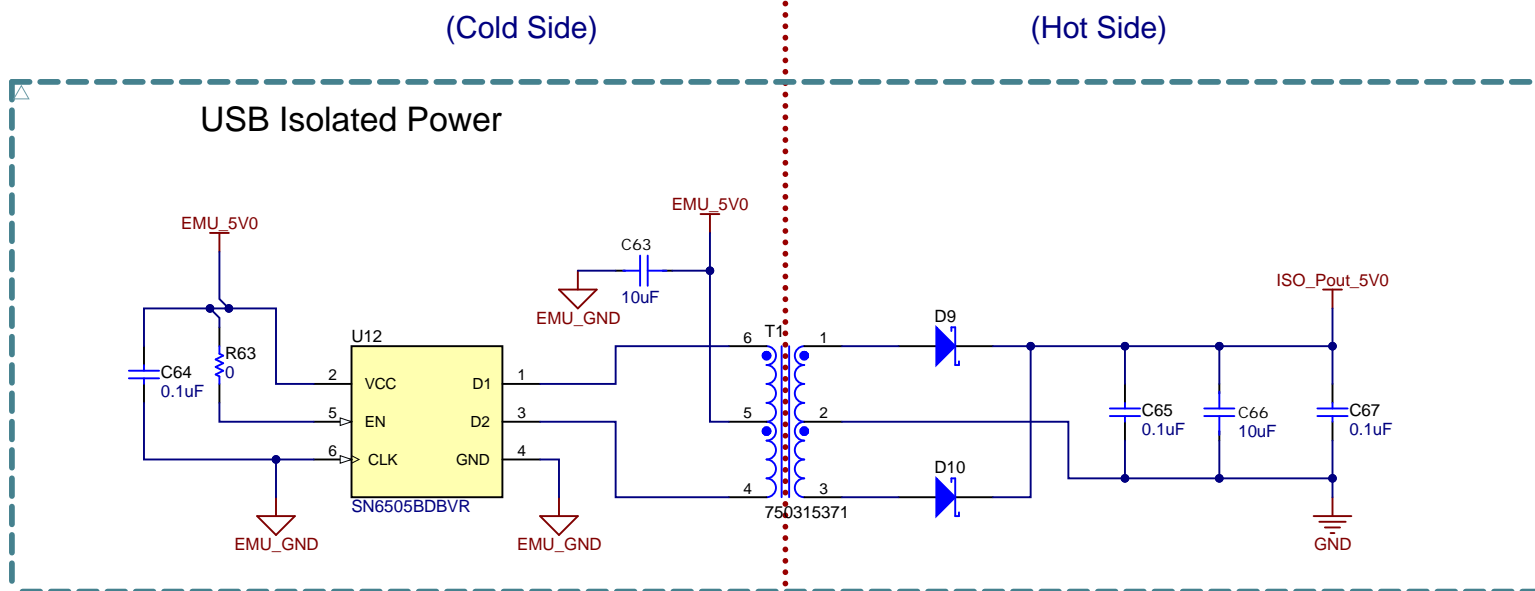 (Cold Side)
(Hot Side)
USB Isolated Power
EMU_5V0
EMU_5V0
C63
10uF
EMU_GND
ISO_Pout_5V0
U12
T1
D9
R63
0
C64
0.1uF
2
VCC
D1
1
5
EN
D2
3
6
CLK
GND
4
SN6505BDBVR
EMU_GND
EMU_GND
6
1
5
2
4
3
750315371
D10
C65
0.1uF
C66
10uF
C67
0.1uF
GND